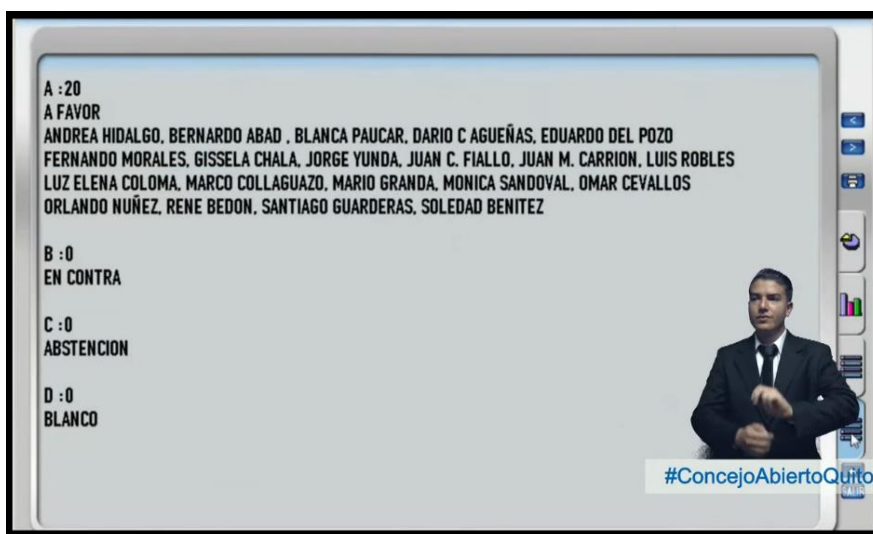 A :20
A FAVOR
ANDREA HIDALGO, BERNARDO ABAD , BLANCA PAUCAR, DARIO C AGUEÑAS, EDUARDO DEL POZO
FERNANDO MORALES, GISSELA CHALA, JORGE YUNDA, JUAN C. FIALLO, JUAN M. CARRION, LUIS ROBLES
LUZ ELENA COLOMA, MARCO COLLAGUAZO, MARIO GRANDA, MONICA SANDOVAL, OMAR CEVALLOS
ORLANDO NUÑEZ, RENE BEDON, SANTIAGO GUARDERAS, SOLEDAD BENITEZ
B :0
EN CONTRA
C :0
ABSTENCION
D :0
BLANCO
#ConcejoAbiertoQuito